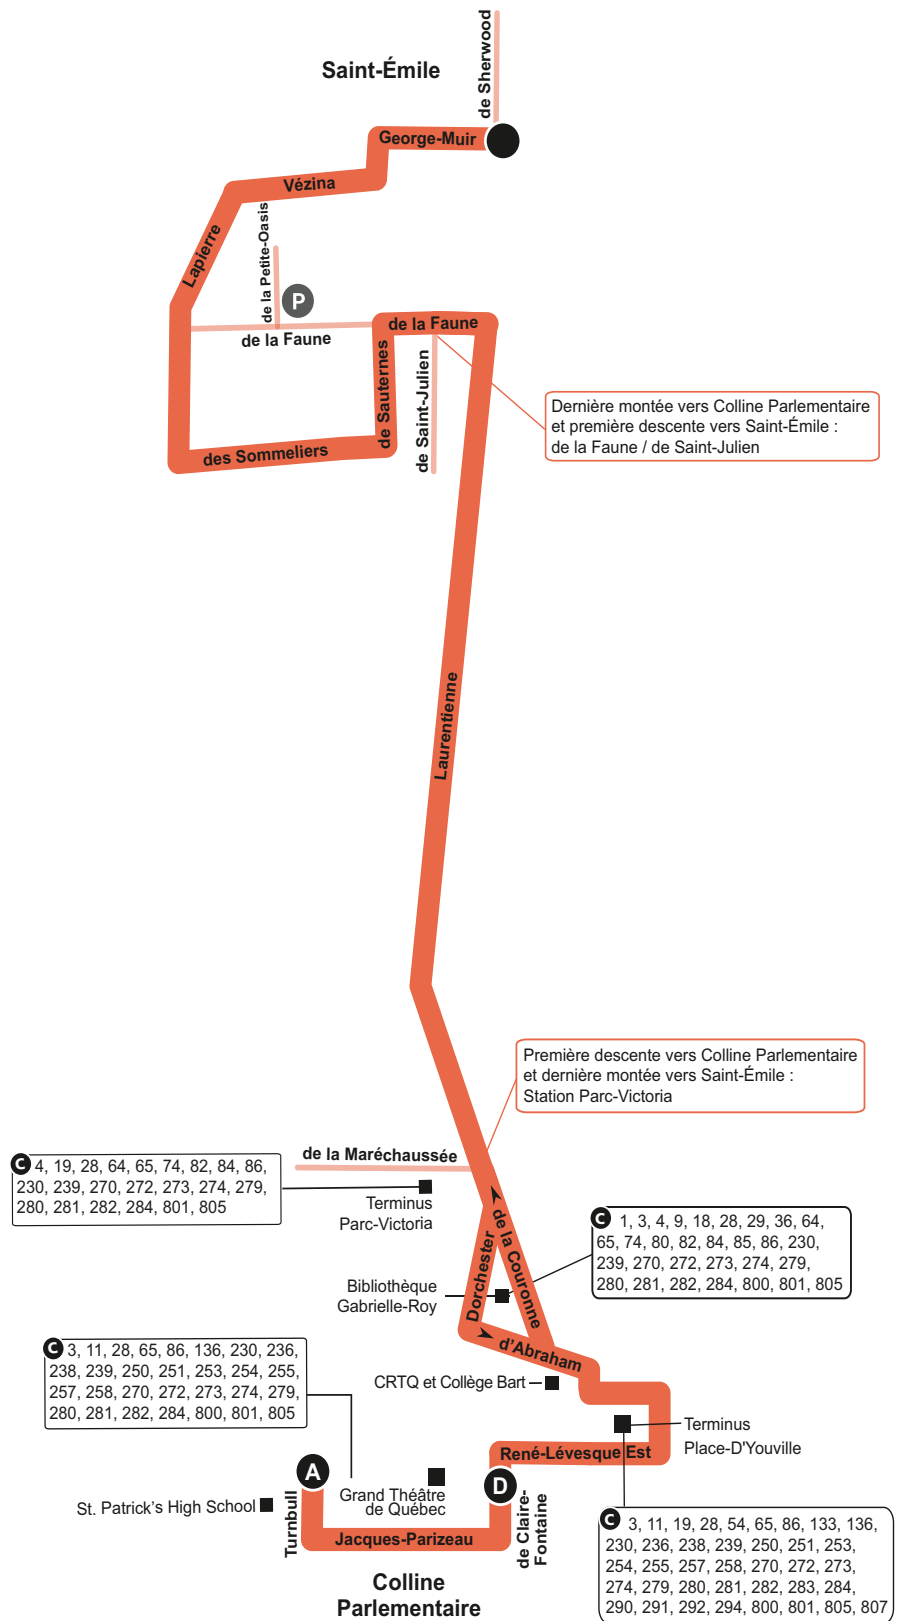 de Sherwood
Saint-Émile
George-Muir
Vézina
Lapierre
de la Petite-Oasis
P
de la Faune
de la Faune
de Sauternes
de Saint-Julien
des Sommeliers
Dernière montée vers Colline Parlementaire
et première descente vers Saint-Émile :
de la Faune / de Saint-Julien
Laurentienne
Première descente vers Colline Parlementaire
et dernière montée vers Saint-Émile :
Station Parc-Victoria
de la Maréchaussée
C 4, 19, 28, 64, 65, 74, 82, 84, 86,
230, 239, 270, 272, 273, 274, 279,
280, 281, 282, 284, 801, 805
Terminus
Parc-Victoria
C 1, 3, 4, 9, 18, 28, 29, 36, 64,
65, 74, 80, 82, 84, 85, 86, 230,
239, 270, 272, 273, 274, 279,
280, 281, 282, 284, 800, 801, 805
de la Couronne
Dorchester
Bibliothèque
Gabrielle-Roy
d'Abraham
C 3, 11, 28, 65, 86, 136, 230, 236,
238, 239, 250, 251, 253, 254, 255,
257, 258, 270, 272, 273, 274, 279,
280, 281, 282, 284, 800, 801, 805
CRTQ et Collège Bart
Terminus
Place-D'Youville
René-Lévesque Est
A
D
Grand Théâtre
de Québec
St. Patrick's High School
Turnbull
de Claire-
Fontaine
Jacques-Parizeau
C 3, 11, 19, 28, 54, 65, 86, 133, 136,
230, 236, 238, 239, 250, 251, 253,
254, 255, 257, 258, 270, 272, 273,
274, 279, 280, 281, 282, 283, 284,
290, 291, 292, 294, 800, 801, 805, 807
Colline
Parlementaire